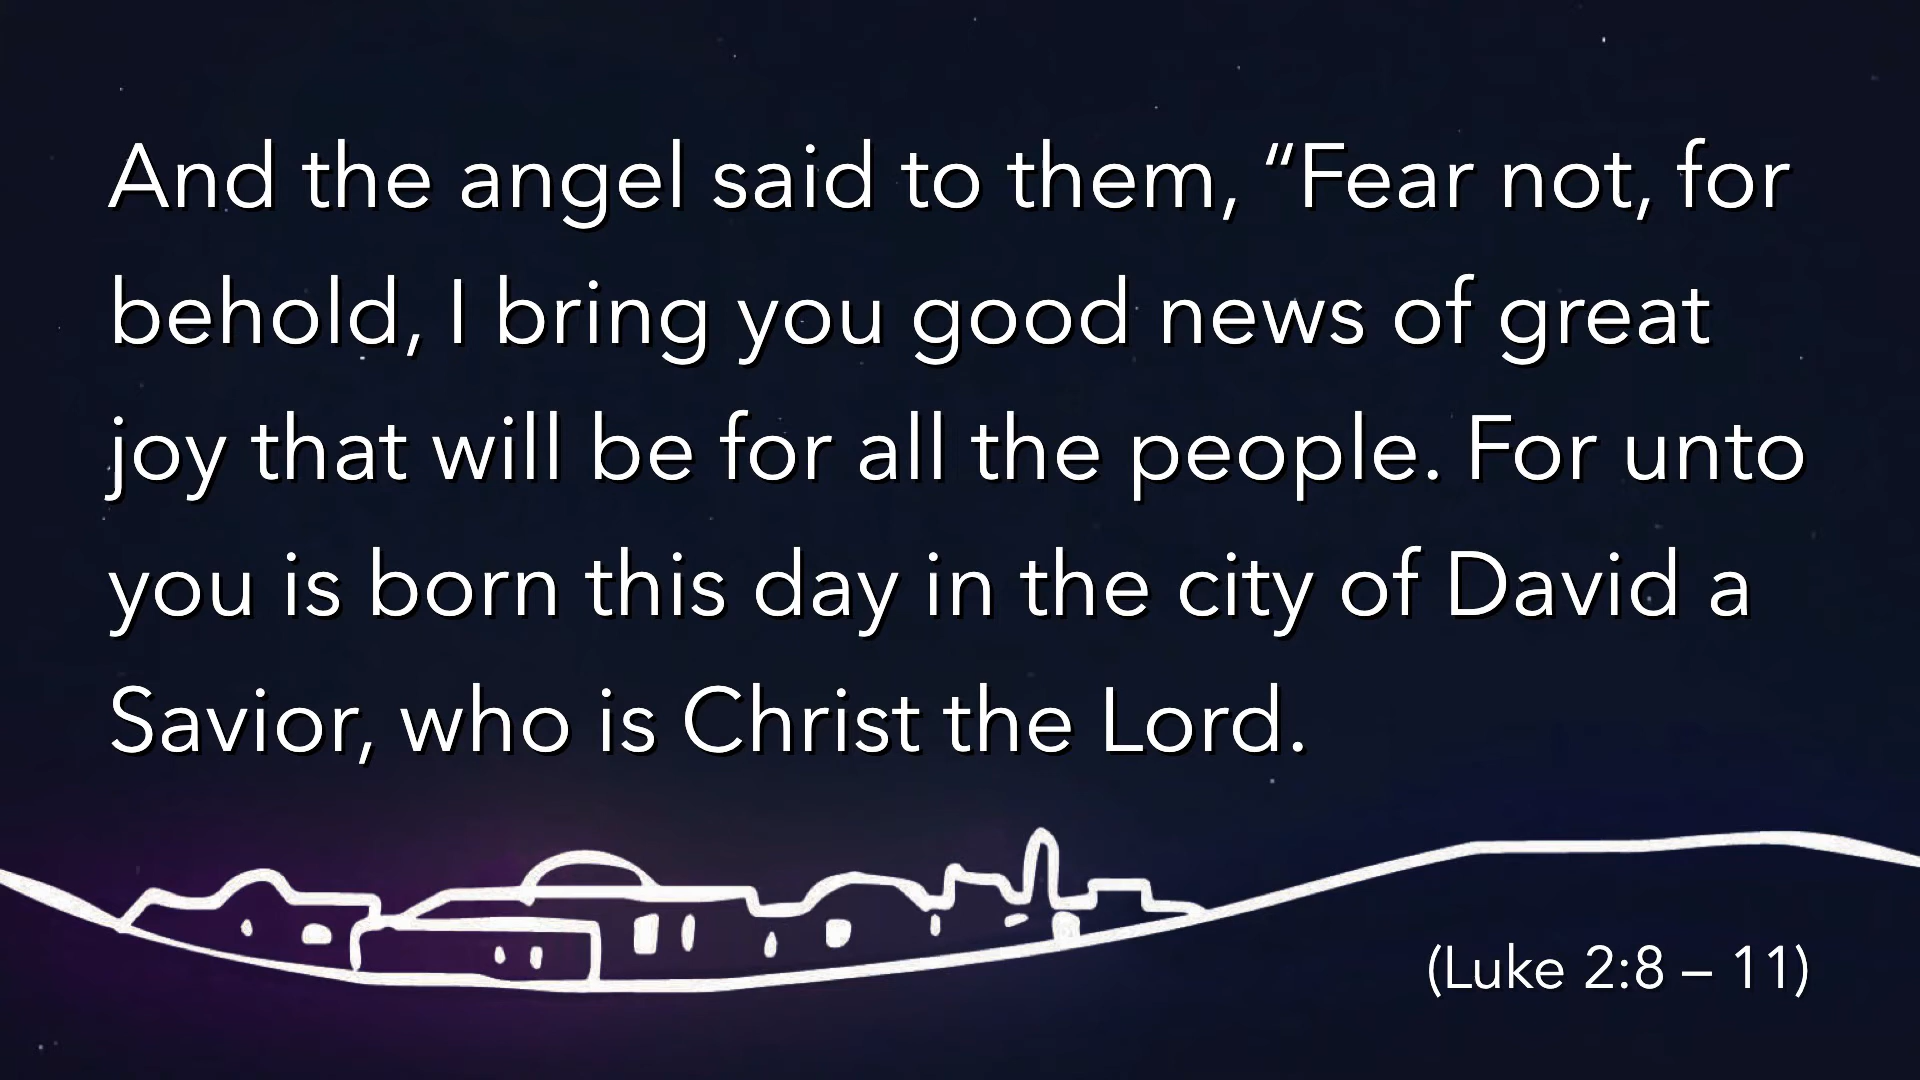 And the angel said to them, “Fear not, for
behold, I bring you good news of great
joy that will be for all the people. For unto
you is born this day in the city of David a
Savior, who is Christ the Lord.
(Luke 2:8 – 11)